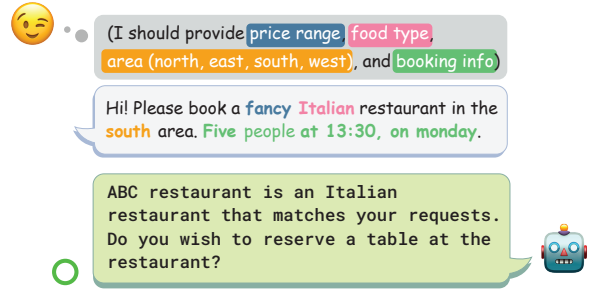 (I should provide price range, food type,
area (north, east, south, west), and booking info)
Hi! Please book a fancy Italian restaurant in the
south area. Five people at 13:30, on monday.
ABC restaurant is an Italian
restaurant that matches your requests.
Do you wish to reserve a table at the
restaurant?